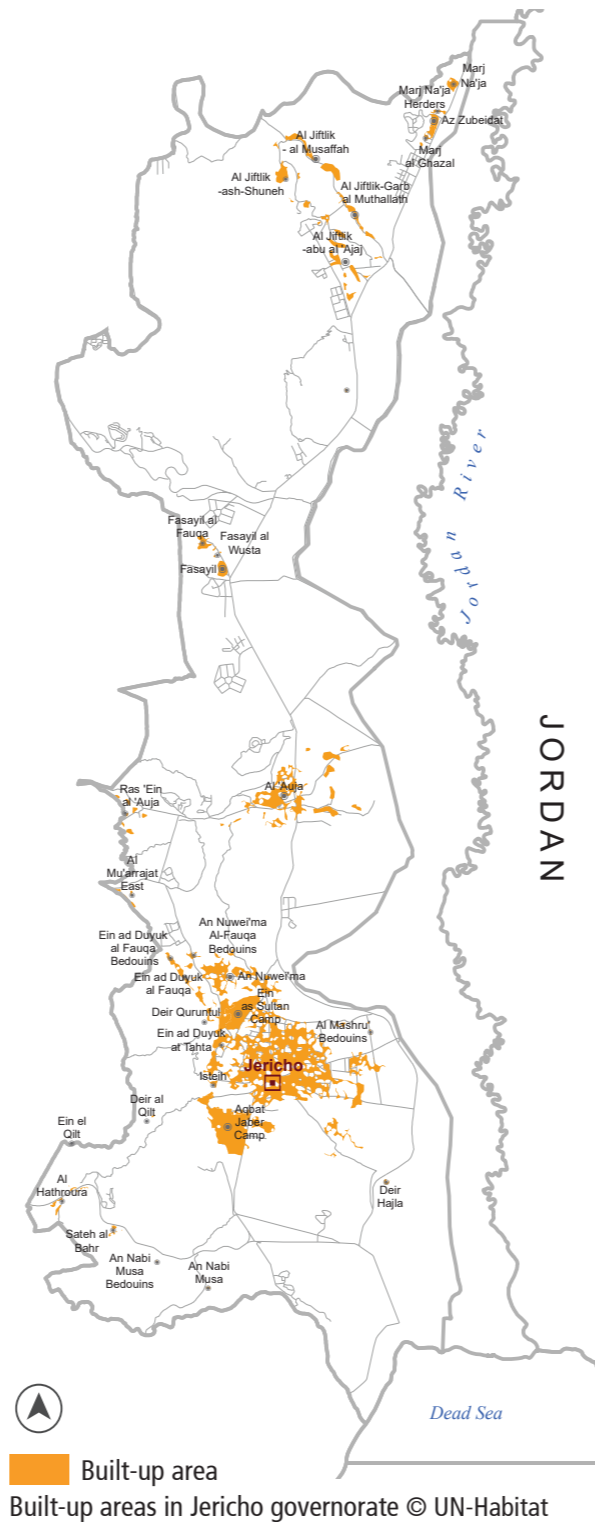 Marj
Na'ja
Marj Na'ja
Herders
Az Zubeidat
Marj
al Ghazal
Al Jiftlik
- al Musaffah
Al Jiftlik
-ash-Shuneh
Al Jiftlik-Garb
al Muthallath
Al Jiftlik
-abu al 'Ajaj
Jordan River
Fasayil al
Fauqa
Fasayil al
Wusta
Fasayil
JORDAN
Al 'Auja
Ras 'Ein
al 'Auja
Al
Mu'arrajat
East
An Nuwei'ma
Al-Fauqa
Bedouins
Ein ad Duyuk
al Fauqa
Bedouins
Ein ad Duyuk
al Fauqa
An Nuwei'ma
Ein
as Sultan
Camp
Deir Quruntul
Al Mashru'
Bedouins
Ein ad Duyuk
at Tahta
Jericho
Isteih
Deir al
Qilt
Aqbat
Jaber
Camp
Ein el
Qilt
Al
Hathroura
Deir
Hajla
Sateh al
Bahr
An Nabi
Musa
Bedouins
An Nabi
Musa
Dead Sea
Built-up area
Built-up areas in Jericho governorate © UN-Habitat